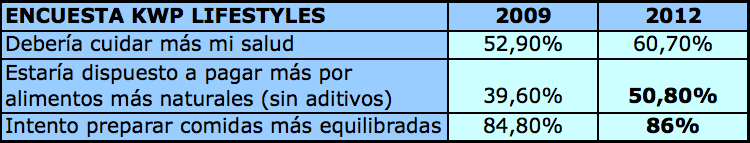 ENCUESTA KWP LIFESTYLES 2009 2012
Debería cuidar más mi salud 52,90% 60,70%
Estaría dispuesto a pagar más por
alimentos más naturales (sin aditivos) 39,60% 50,80%
Intento preparar comidas más equilibradas 84,80% 86%